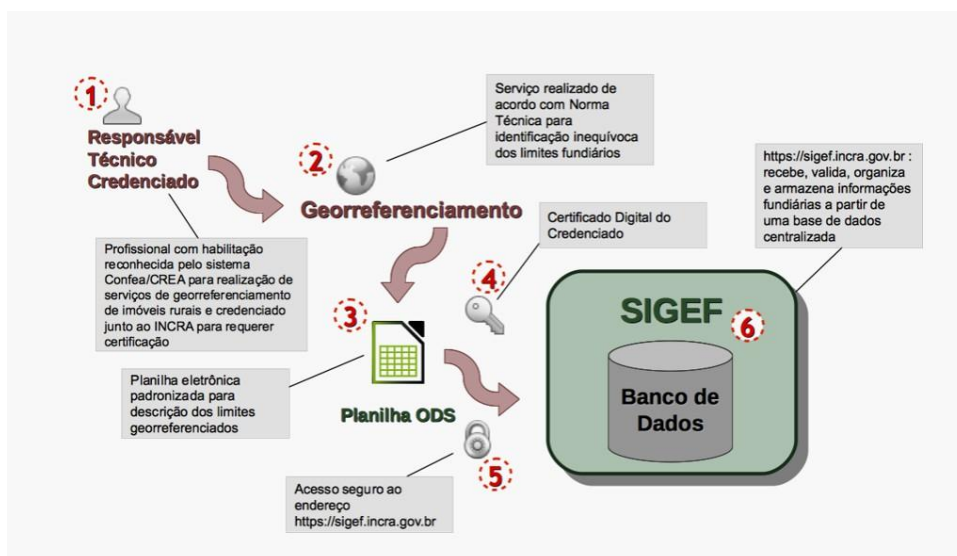 1
Responsável
Técnico
Credenciado
Profissional com habilitação
reconhecida pelo sistema
Confea/CREA para realização de
serviços de georreferenciamento
de imóveis rurais e credenciado
junto ao INCRA para requerer
certificação
2
Georreferenciamento
Serviço realizado de
acordo com Norma
Técnica para
identificação inequívoca
dos limites fundiários
3
Planilha ODS
Planilha eletrônica
padronizada para
descrição dos limites
georreferenciados
4
Certificado Digital do
Credenciado
5
Acesso seguro ao
endereço
https://sigef.incra.gov.br
SIGEF
6
Banco de
Dados
https://sigef.incra.gov.br :
recebe, valida, organiza
e armazena informações
fundiárias a partir de
uma base de dados
centralizada